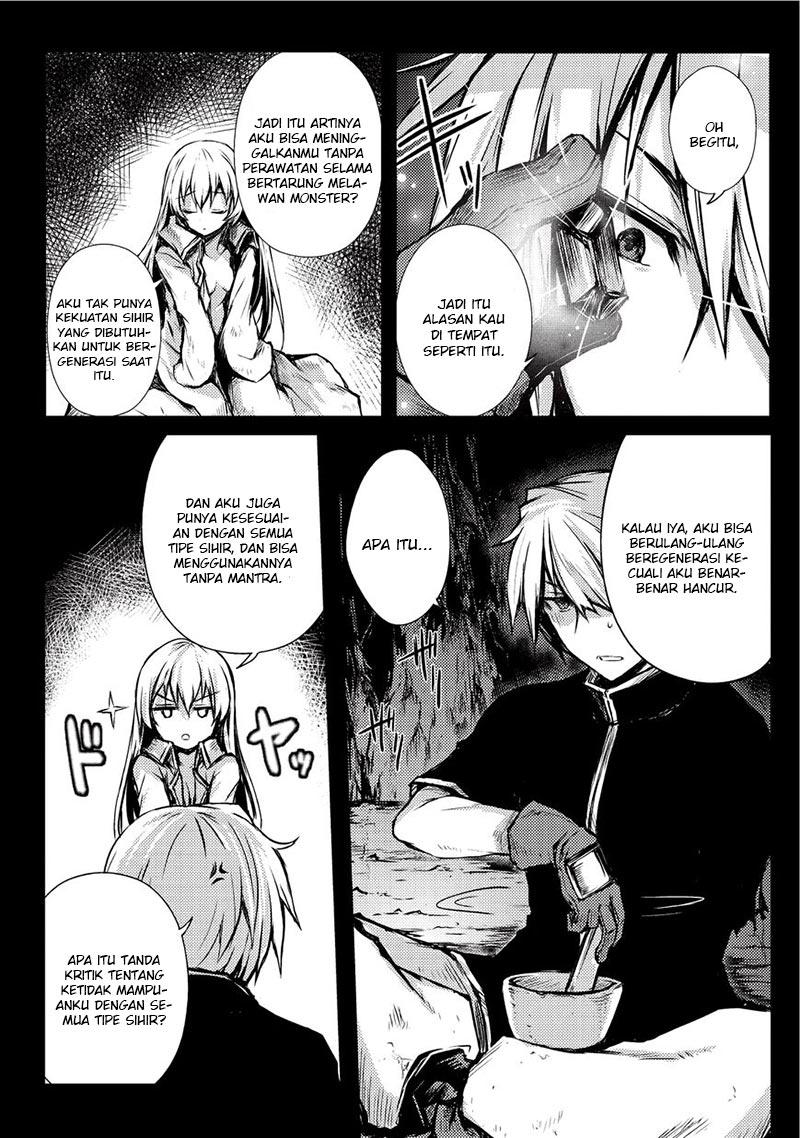 OH
BEGITU,
JADI ITU
ALASAN KAU
DI TEMPAT
SEPERTI ITU.
JADI ITU ARTINYA
AKU BISA MENING-
GALKANMU TANPA
PERAWATAN SELAMA
BERTARUNG MELA-
WAN MONSTER?
AKU TAK PUNYA
KEKUATAN SIHIR
YANG DIBUTUH-
KAN UNTUK BER-
GENERASI SAAT
ITU.
KALAU IYA, AKU BISA
BERULANG-ULANG
BEREGENERASI KE-
CUALI AKU BENAR-
BENAR HANCUR.
APA ITU...
DAN AKU JUGA
PUNYA KESESUAI-
AN DENGAN SEMUA
TIPE SIHIR, DAN BISA
MENGGUNAKANNYA
TANPA MANTRA.
ドヤッ
APA ITU TANDA
KRITIK TENTANG
KETIDAK MAMPU-
ANKU DENGAN SE-
MUA TIPE SIHIR?